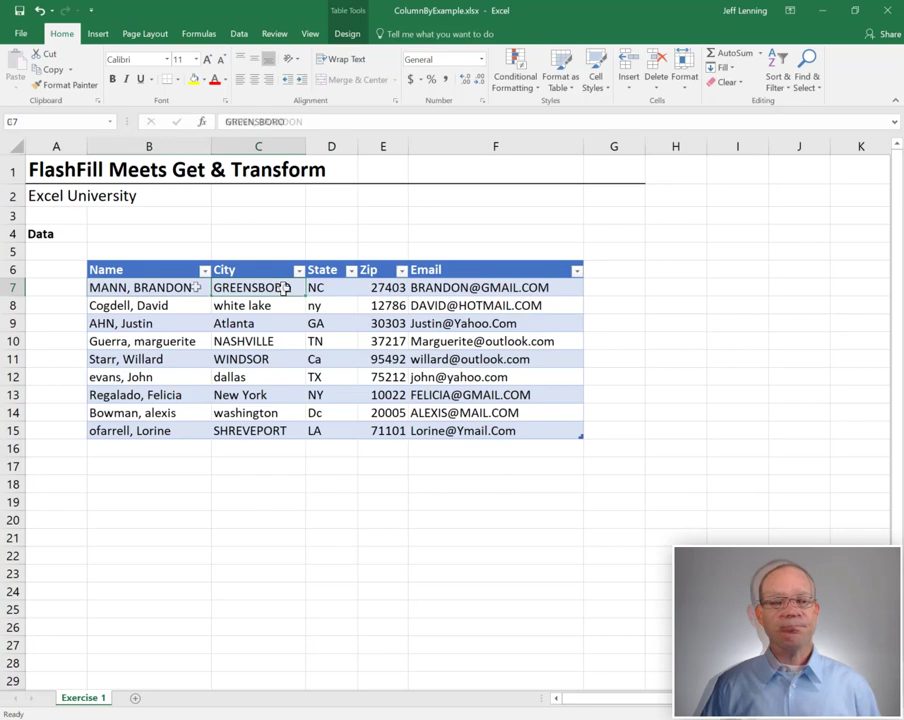 Table Tools
ColumnByExample.xlsx - Excel
Jeff Lenning
File Home Insert Page Layout Formulas Data Review View Design Tell me what you want to do Share
Cut
Copy
Format Painter
Paste
Clipboard
Calibri 11
B I U
Font
Wrap Text
Merge & Center
Alignment
General
$ % ,
Number
Conditional Formatting
Format as Table
Cell Styles
Styles
Insert Delete Format
Cells
AutoSum
Fill
Clear
Sort & Filter
Find & Select
Editing
C7 fx
A B C D E F G H I J K
1 FlashFill Meets Get & Transform
2 Excel University
3
4 Data
5
6 Name City State Zip Email
7 MANN, BRANDON NC 27403 BRANDON@GMAIL.COM
8 Cogdell, David white lake ny 12786 DAVID@HOTMAIL.COM
9 AHN, Justin Atlanta GA 30303 Justin@Yahoo.Com
10 Guerra, marguerite NASHVILLE TN 37217 Marguerite@outlook.com
11 Starr, Willard WINDSOR Ca 95492 willard@outlook.com
12 evans, John dallas TX 75212 john@yahoo.com
13 Regalado, Felicia New York NY 10022 FELICIA@GMAIL.COM
14 Bowman, alexis washington Dc 20005 ALEXIS@MAIL.COM
15 ofarrell, Lorine SHREVEPORT LA 71101 Lorine@Ymail.Com
16
17
18
19
20
21
22
23
24
25
26
27
28
29
Exercise 1
Ready